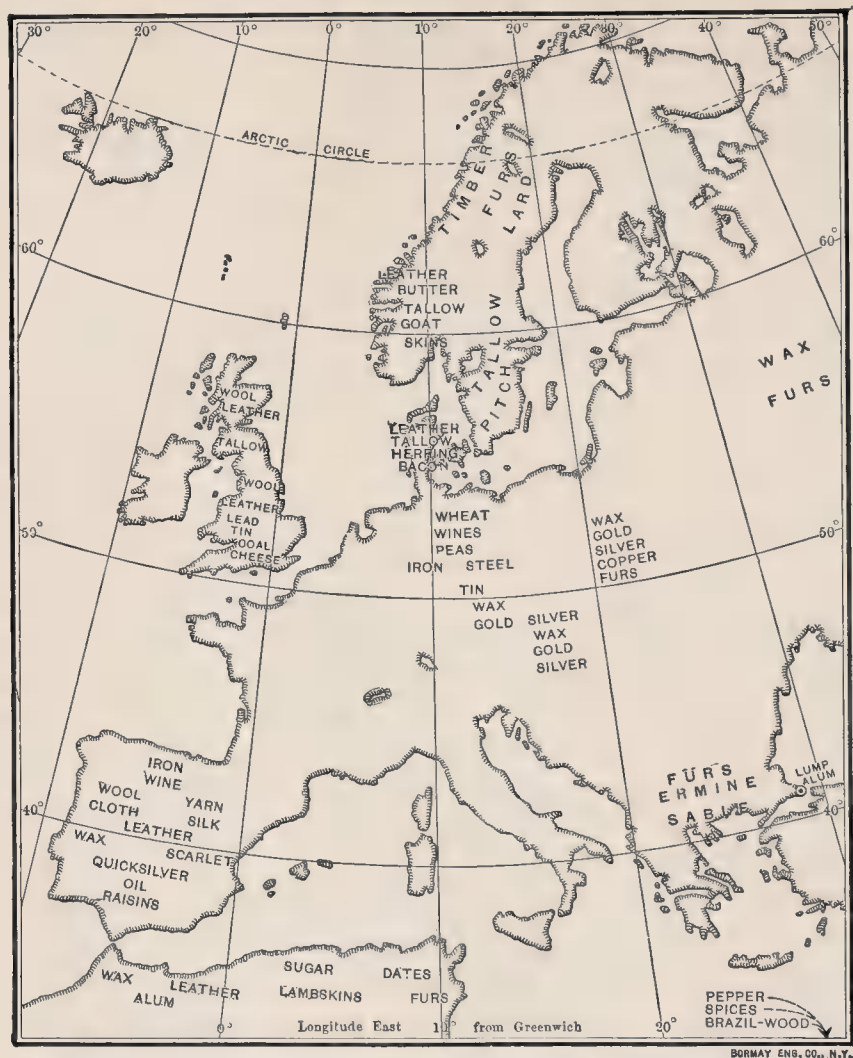 30° 20° 10° 0° 10° 20° 30° 40° 50°
ARCTIC CIRCLE
TIMBER
FURS
LARD
60° 60°
LEATHER
BUTTER
TALLOW
GOAT
SKINS
TALLOW
PITCH
WAX
FURS
WOOL
LEATHER
TALLOW
LEATHER
TALLOW
HERRING
BACON
WOOL
LEATHER
LEAD
TIN
COAL
CHEESE
50° 50°
WHEAT
WINES
PEAS
IRON STEEL
TIN
WAX
GOLD SILVER
WAX
GOLD
SILVER
WAX
GOLD
SILVER
COPPER
FURS
IRON
WINE
WOOL YARN
CLOTH SILK
LEATHER
WAX SCARLET
QUICKSILVER
OIL
RAISINS
40° 40°
FURS
ERMINE
SABLE
LUMP
ALUM
WAX LEATHER SUGAR DATES
ALUM LAMBSKINS FURS
PEPPER
SPICES
BRAZIL-WOOD
0° Longitude East 10° from Greenwich 20°
BORMAY ENG. CO., N.Y.